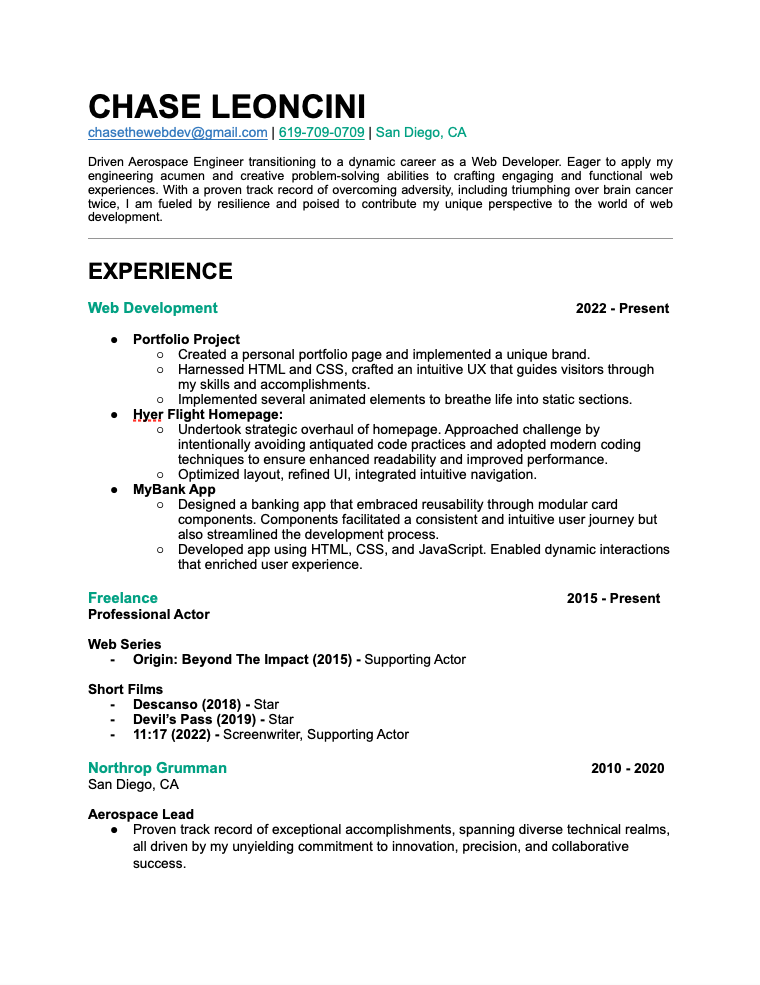 CHASE LEONCINI
chasethewebdev@gmail.com | 619-709-0709 | San Diego, CA
Driven Aerospace Engineer transitioning to a dynamic career as a Web Developer. Eager to apply my
engineering acumen and creative problem-solving abilities to crafting engaging and functional web
experiences. With a proven track record of overcoming adversity, including triumphing over brain cancer
twice, I am fueled by resilience and poised to contribute my unique perspective to the world of web
development.
EXPERIENCE
Web Development 2022 - Present
● Portfolio Project
○ Created a personal portfolio page and implemented a unique brand.
○ Harnessed HTML and CSS, crafted an intuitive UX that guides visitors through
my skills and accomplishments.
○ Implemented several animated elements to breathe life into static sections.
● Hyer Flight Homepage:
○ Undertook strategic overhaul of homepage. Approached challenge by
intentionally avoiding antiquated code practices and adopted modern coding
techniques to ensure enhanced readability and improved performance.
○ Optimized layout, refined UI, integrated intuitive navigation.
● MyBank App
○ Designed a banking app that embraced reusability through modular card
components. Components facilitated a consistent and intuitive user journey but
also streamlined the development process.
○ Developed app using HTML, CSS, and JavaScript. Enabled dynamic interactions
that enriched user experience.
Freelance 2015 - Present
Professional Actor
Web Series
- Origin: Beyond The Impact (2015) - Supporting Actor
Short Films
- Descanso (2018) - Star
- Devil's Pass (2019) - Star
- 11:17 (2022) - Screenwriter, Supporting Actor
Northrop Grumman 2010 - 2020
San Diego, CA
Aerospace Lead
● Proven track record of exceptional accomplishments, spanning diverse technical realms,
all driven by my unyielding commitment to innovation, precision, and collaborative
success.